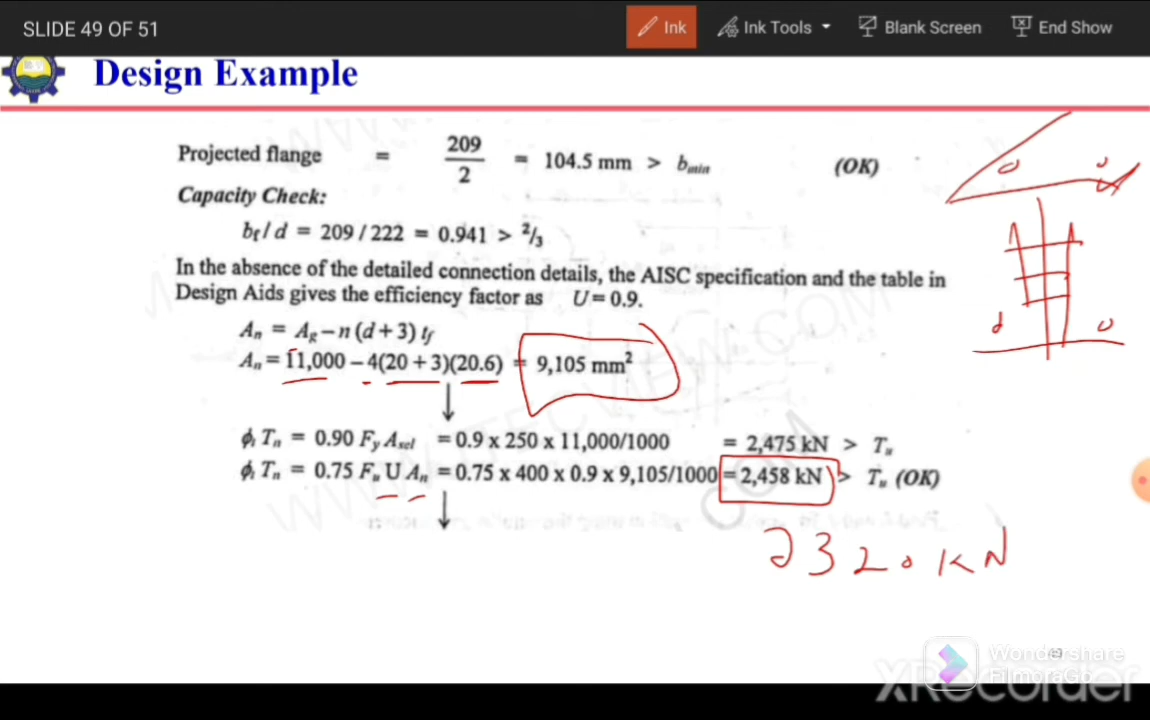 SLIDE 49 OF 51 Ink Ink Tools Blank Screen End Show
Design Example
Projected flange = 209/2 = 104.5 mm > b_min (OK)
Capacity Check:
b_f / d = 209 / 222 = 0.941 > 2/3
In the absence of the detailed connection details, the AISC specification and the table in
Design Aids gives the efficiency factor as U = 0.9.
A_n = A_g − n (d + 3) t_f
A_n = 11,000 − 4(20 + 3)(20.6) = 9,105 mm²
ϕ_t T_n = 0.90 F_y A_sel = 0.9 x 250 x 11,000/1000 = 2,475 kN > T_u
ϕ_t T_n = 0.75 F_u U A_n = 0.75 x 400 x 0.9 x 9,105/1000 = 2,458 kN > T_u (OK)
2320 KN
49
Wondershare
FilmoraGo
XRecorder